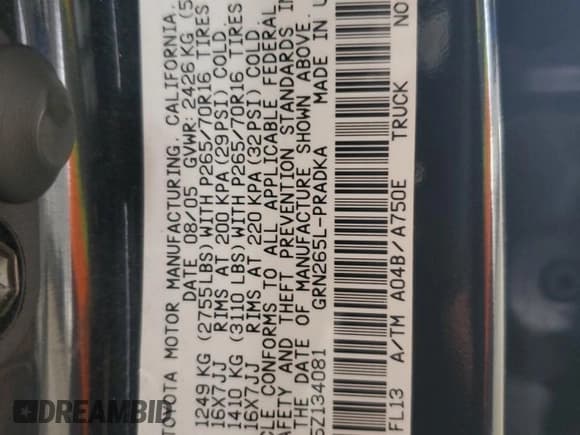 TOYOTA MOTOR MANUFACTURING, CALIFORNIA,
DATE 08/05 GVWR: 2426 KG (5
1249 KG (2755LBS) WITH P265/70R16 TIRES
16X7JJ RIMS AT 200 KPA (29PSI) COLD.
1410 KG (3110 LBS) WITH P265/70R16 TIRES
16X7JJ RIMS AT 220 KPA (32PSI) COLD.
CLE CONFORMS TO ALL APPLICABLE FEDERAL
AFETY AND THEFT PREVENTION STANDARDS IN
THE DATE OF MANUFACTURE SHOWN ABOVE.
6Z134081 GRN265L-PRADKA MADE IN U
FL13 A/TM A04B/A750E TRUCK NO
DREAMBID